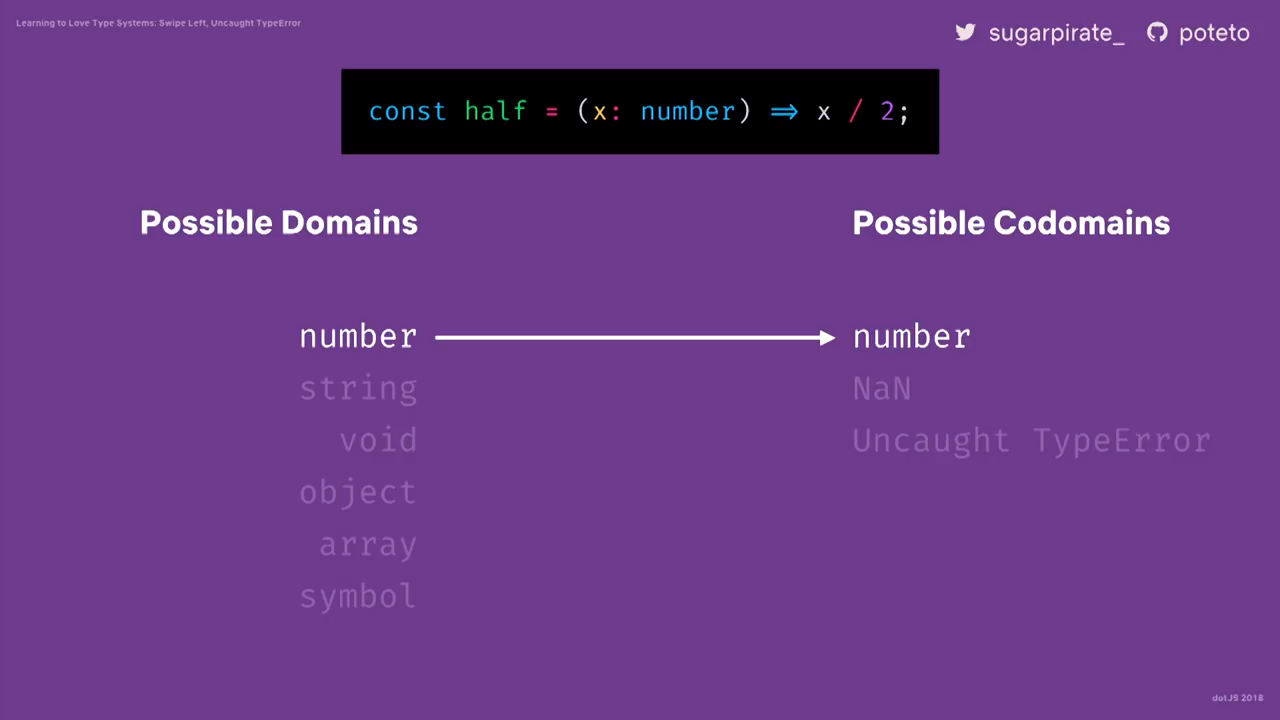 Learning to Love Type Systems: Swipe Left, Uncaught TypeError
sugarpirate_ poteto
const half = (x: number) => x / 2;
Possible Domains
Possible Codomains
number
number
string
NaN
void
Uncaught TypeError
object
array
symbol
dotJS 2018